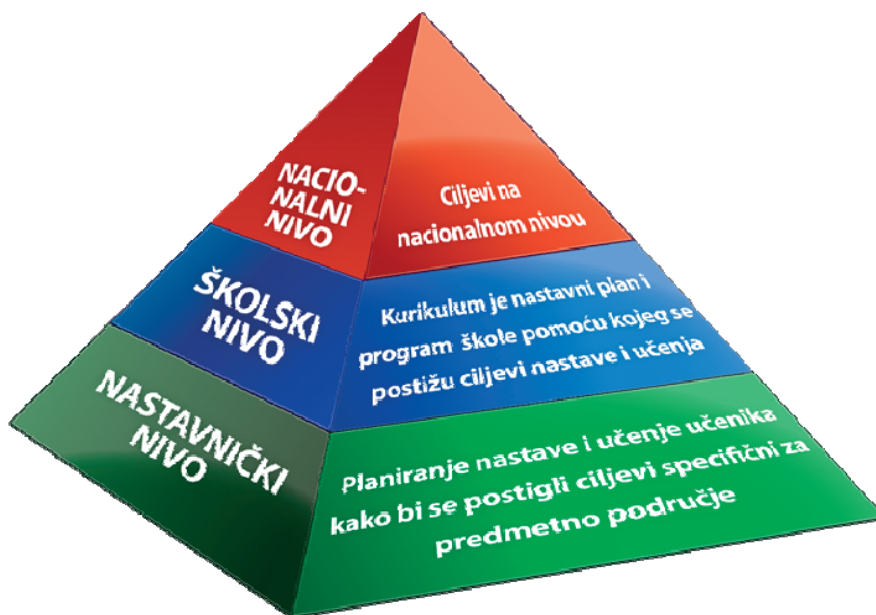 NACIO-
NALNI
NIVO
Ciljevi na
nacionalnom nivou
ŠKOLSKI
NIVO
Kurikulum je nastavni plan i
program škole pomoću kojeg se
postižu ciljevi nastave i učenja
NASTAVNIČKI
NIVO
Planiranje nastave i učenje učenika
kako bi se postigli ciljevi specifični za
predmetno područje